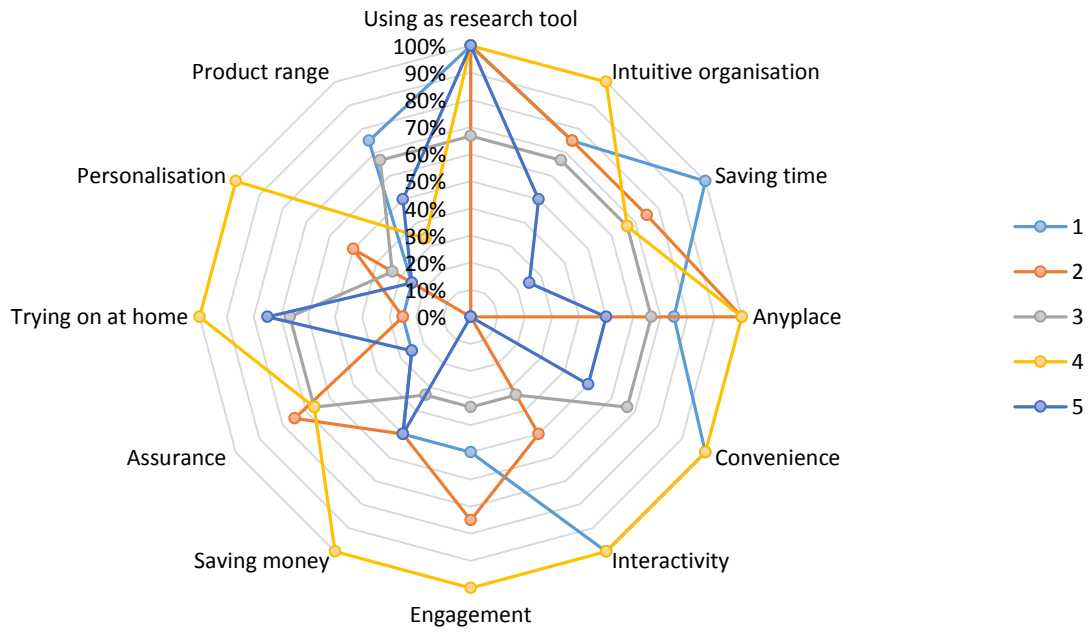 Using as research tool
100%
90%
80%
70%
60%
50%
40%
30%
20%
10%
0%
Intuitive organisation
Saving time
Anyplace
Convenience
Interactivity
Engagement
Saving money
Assurance
Trying on at home
Personalisation
Product range
1
2
3
4
5